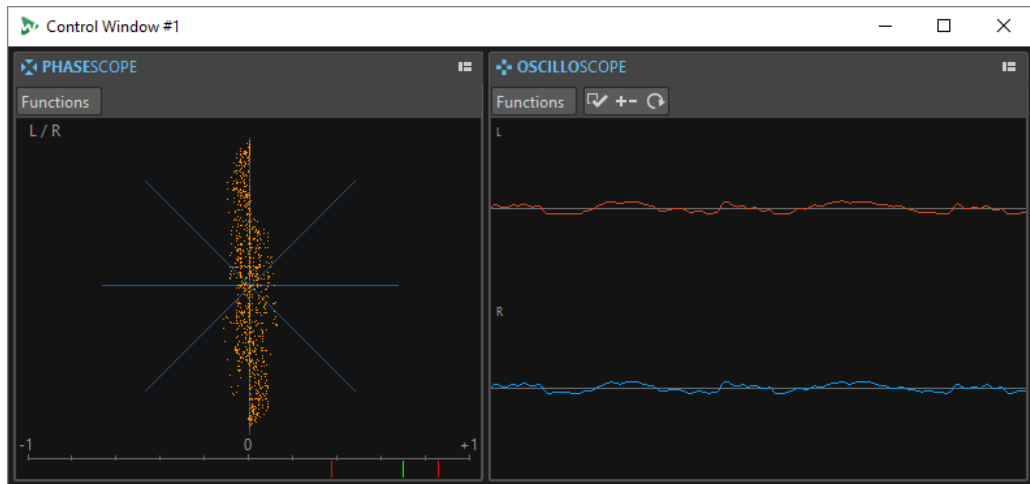 Control Window #1
PHASESCOPE
OSCILLOSCOPE
Functions
Functions
L / R
L
R
-1
0
+1